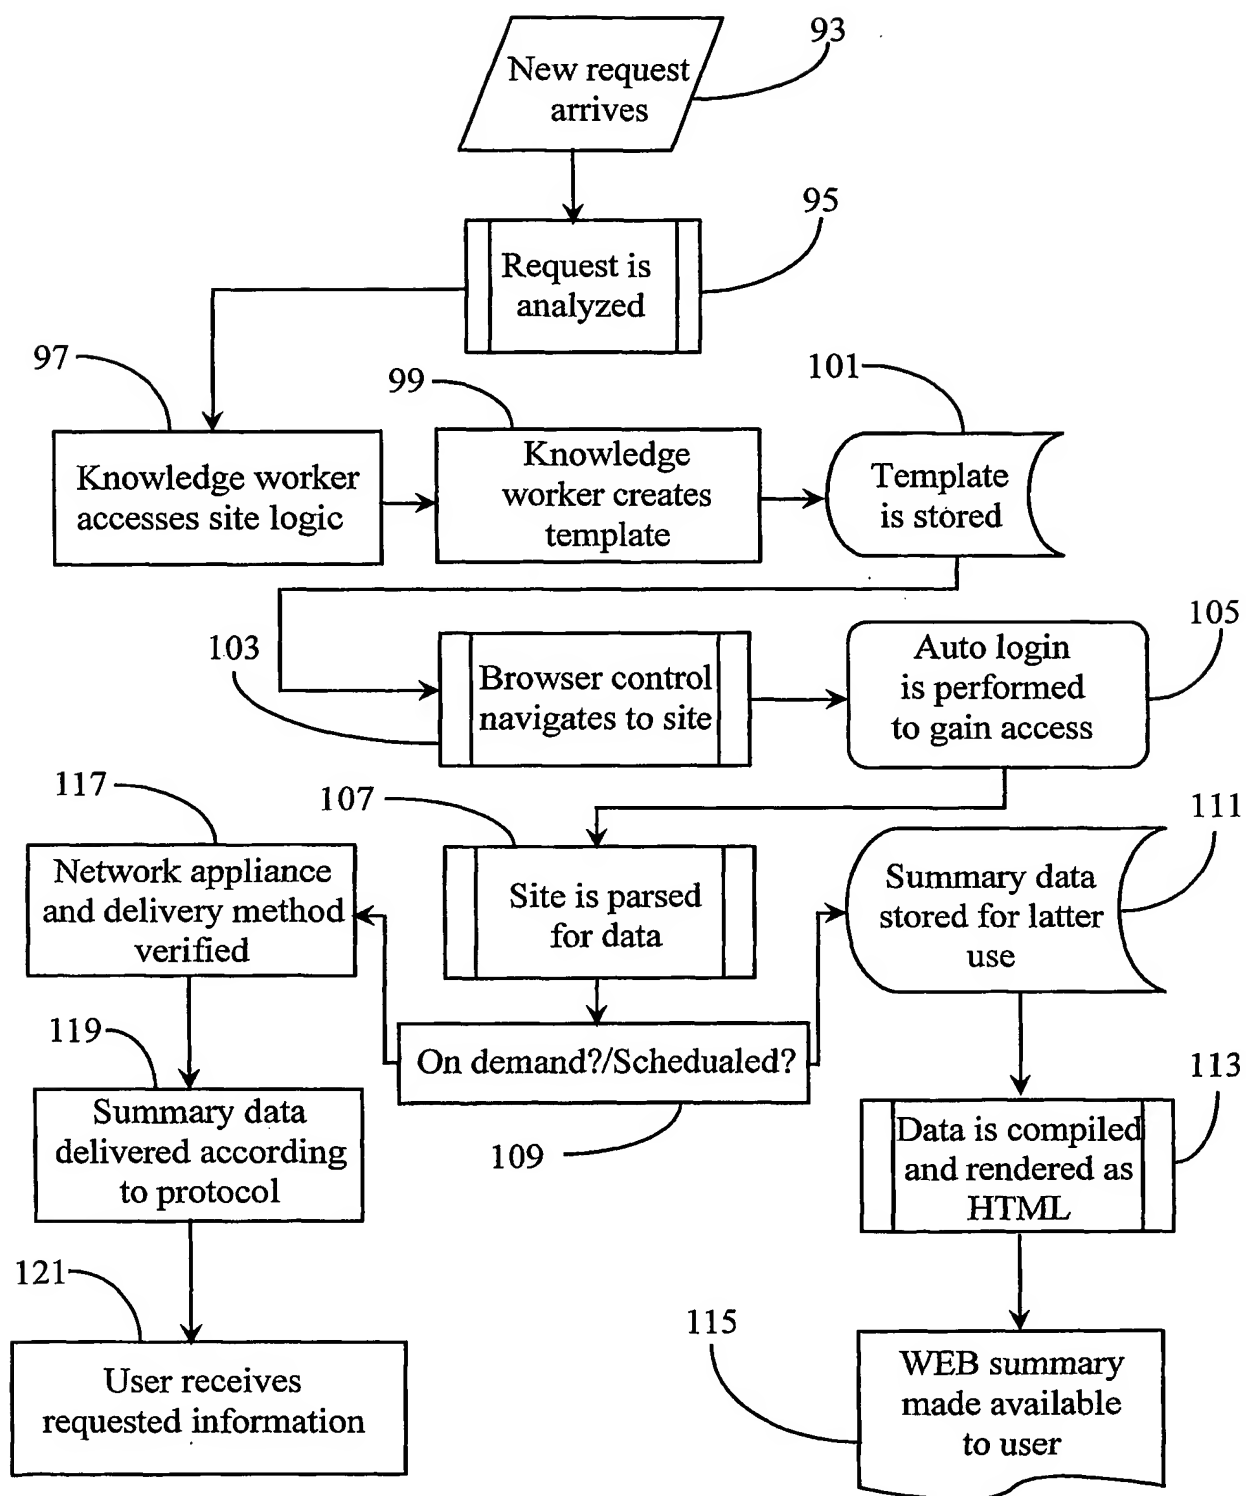 93
New request
arrives
95
Request is
analyzed
97
Knowledge worker
accesses site logic
99
Knowledge
worker creates
template
101
Template
is stored
103
Browser control
navigates to site
105
Auto login
is performed
to gain access
107
Site is parsed
for data
109
On demand?/Schedualed?
111
Summary data
stored for latter
use
113
Data is compiled
and rendered as
HTML
115
WEB summary
made available
to user
117
Network appliance
and delivery method
verified
119
Summary data
delivered according
to protocol
121
User receives
requested information